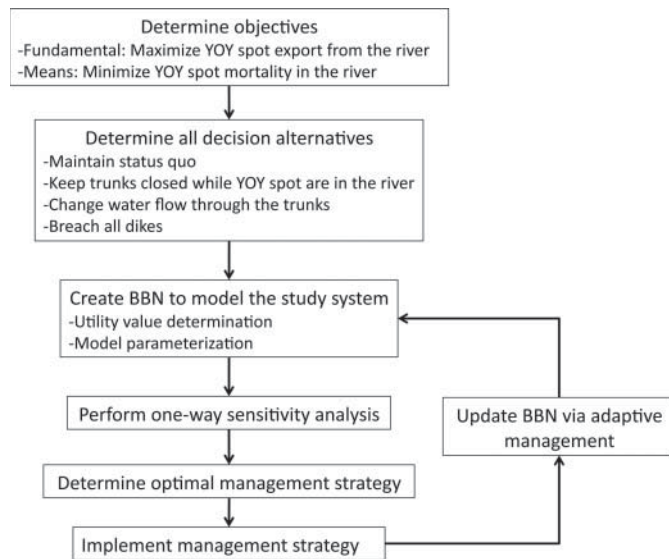 Determine objectives
-Fundamental: Maximize YOY spot export from the river
-Means: Minimize YOY spot mortality in the river
Determine all decision alternatives
-Maintain status quo
-Keep trunks closed while YOY spot are in the river
-Change water flow through the trunks
-Breach all dikes
Create BBN to model the study system
-Utility value determination
-Model parameterization
Perform one-way sensitivity analysis
Update BBN via adaptive
management
Determine optimal management strategy
Implement management strategy